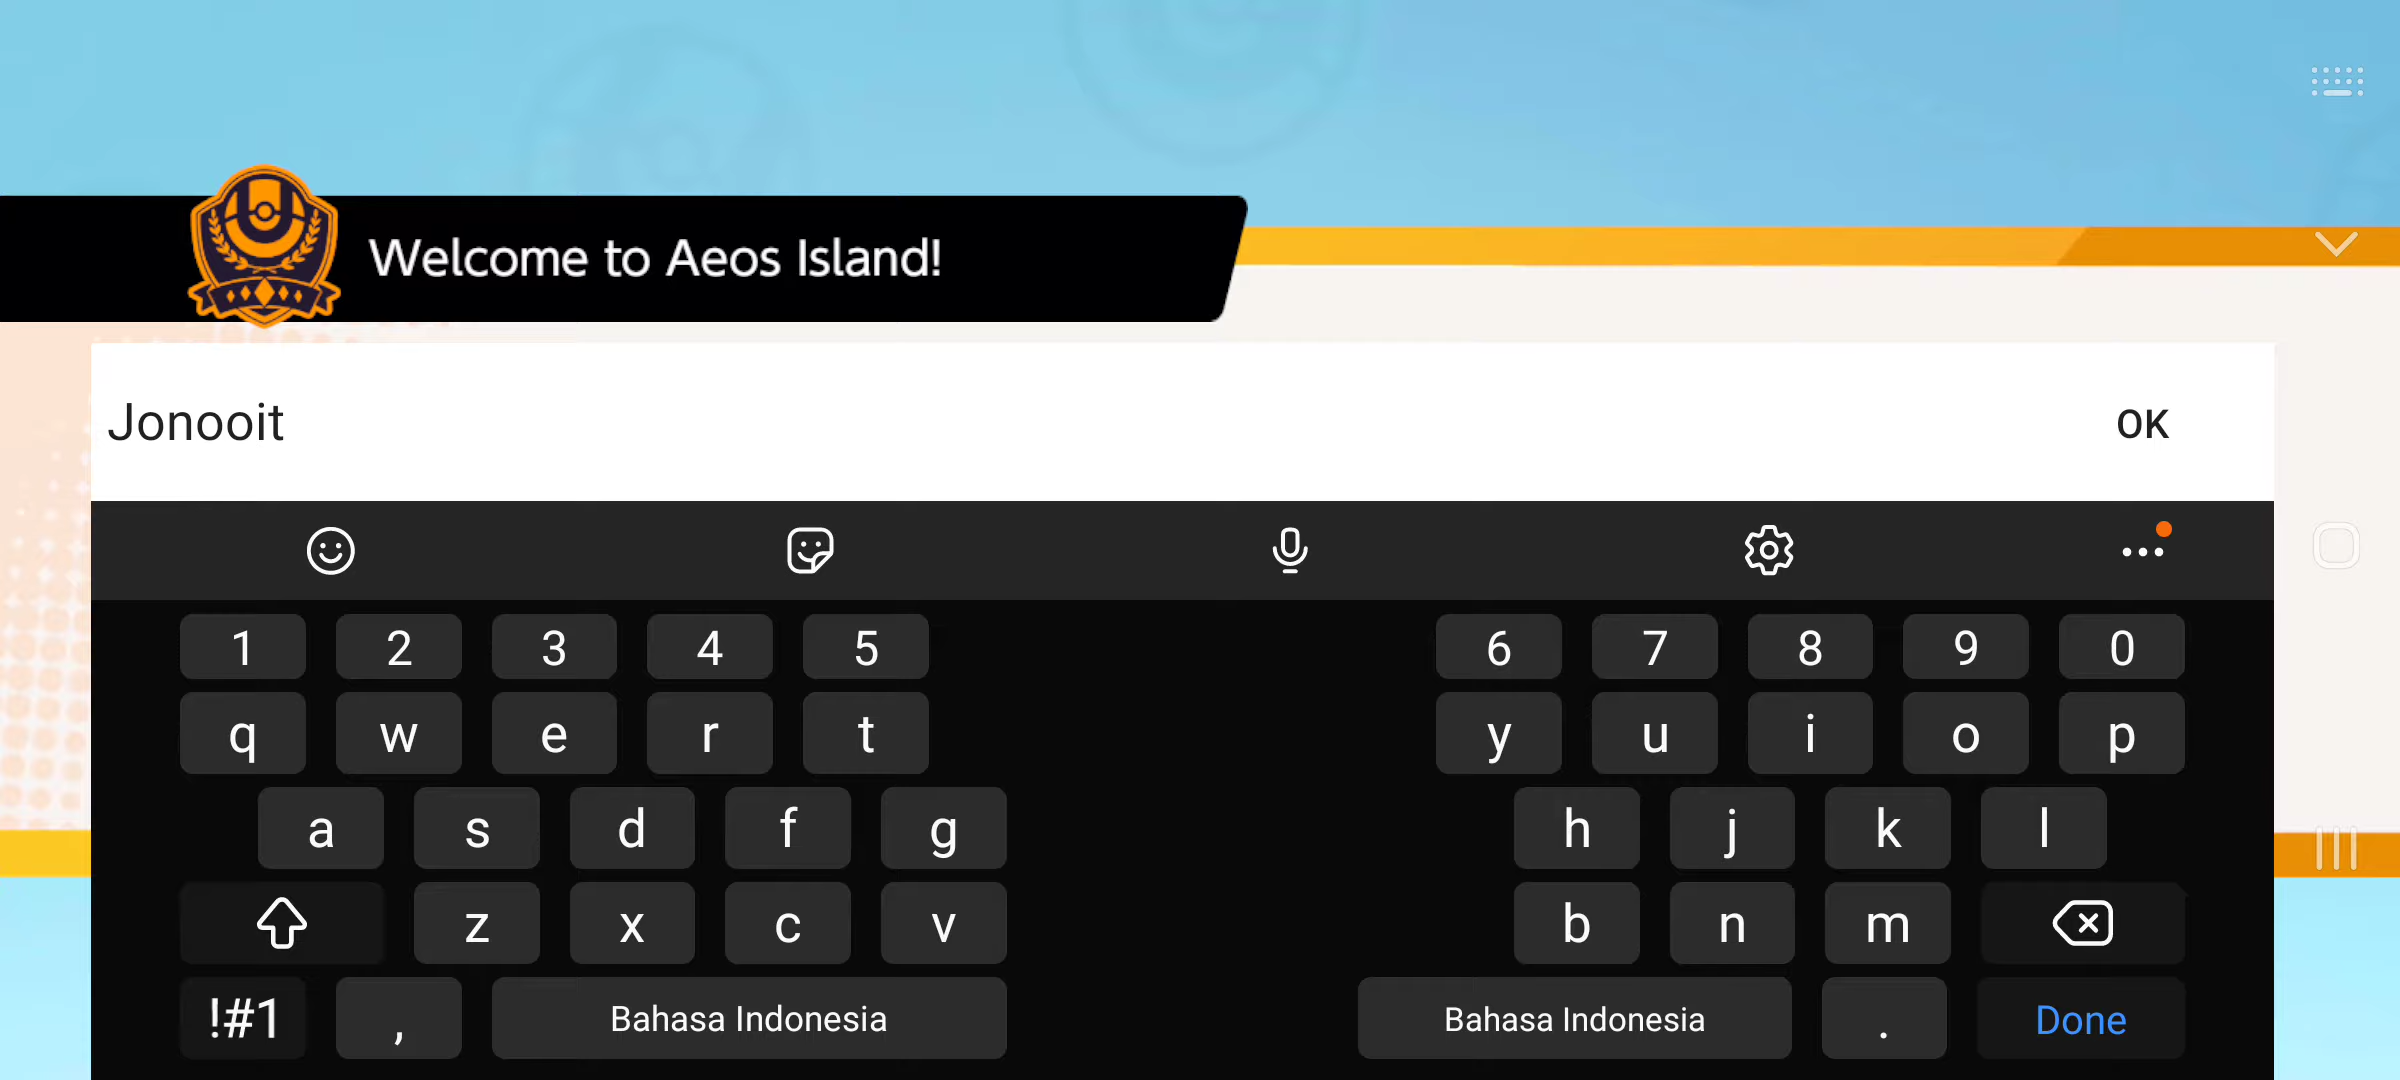 Welcome to Aeos Island!
Jonooit
OK
1 2 3 4 5 6 7 8 9 0
q w e r t y u i o p
a s d f g h j k l
z x c v b n m
!#1 , Bahasa Indonesia Bahasa Indonesia . Done